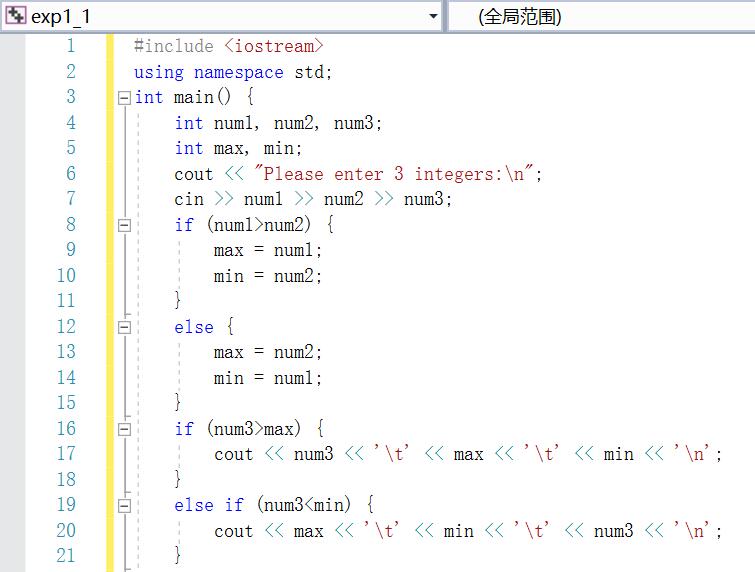 exp1_1 (全局范围)
1 #include <iostream>
2 using namespace std;
3 int main() {
4 int num1, num2, num3;
5 int max, min;
6 cout << "Please enter 3 integers:\n";
7 cin >> num1 >> num2 >> num3;
8 if (num1>num2) {
9 max = num1;
10 min = num2;
11 }
12 else {
13 max = num2;
14 min = num1;
15 }
16 if (num3>max) {
17 cout << num3 << '\t' << max << '\t' << min << '\n';
18 }
19 else if (num3<min) {
20 cout << max << '\t' << min << '\t' << num3 << '\n';
21 }